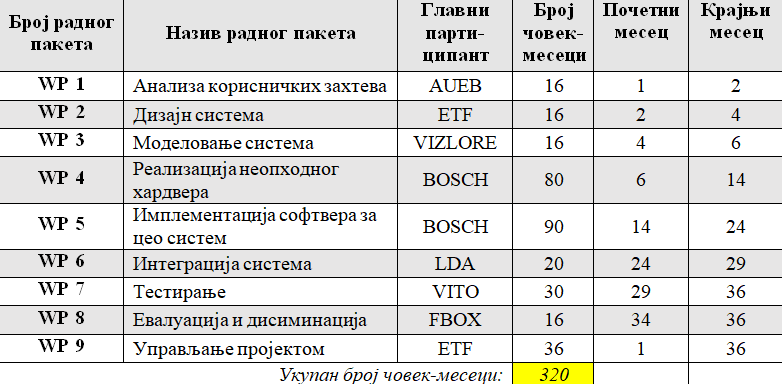 Број радног пакета Назив радног пакета Главни парти- ципант Број човек- месеци Почетни месец Крајњи месец
WP 1 Анализа корисничких захтева AUEB 16 1 2
WP 2 Дизајн система ETF 16 2 4
WP 3 Моделовање система VIZLORE 16 4 6
WP 4 Реализација неопходног хардвера BOSCH 80 6 14
WP 5 Имплементација софтвера за цео систем BOSCH 90 14 24
WP 6 Интеграција система LDA 20 24 29
WP 7 Тестирање VITO 30 29 36
WP 8 Евалуација и дисиминација FBOX 16 34 36
WP 9 Управљање пројектом ETF 36 1 36
Укупан број човек-месеци: 320